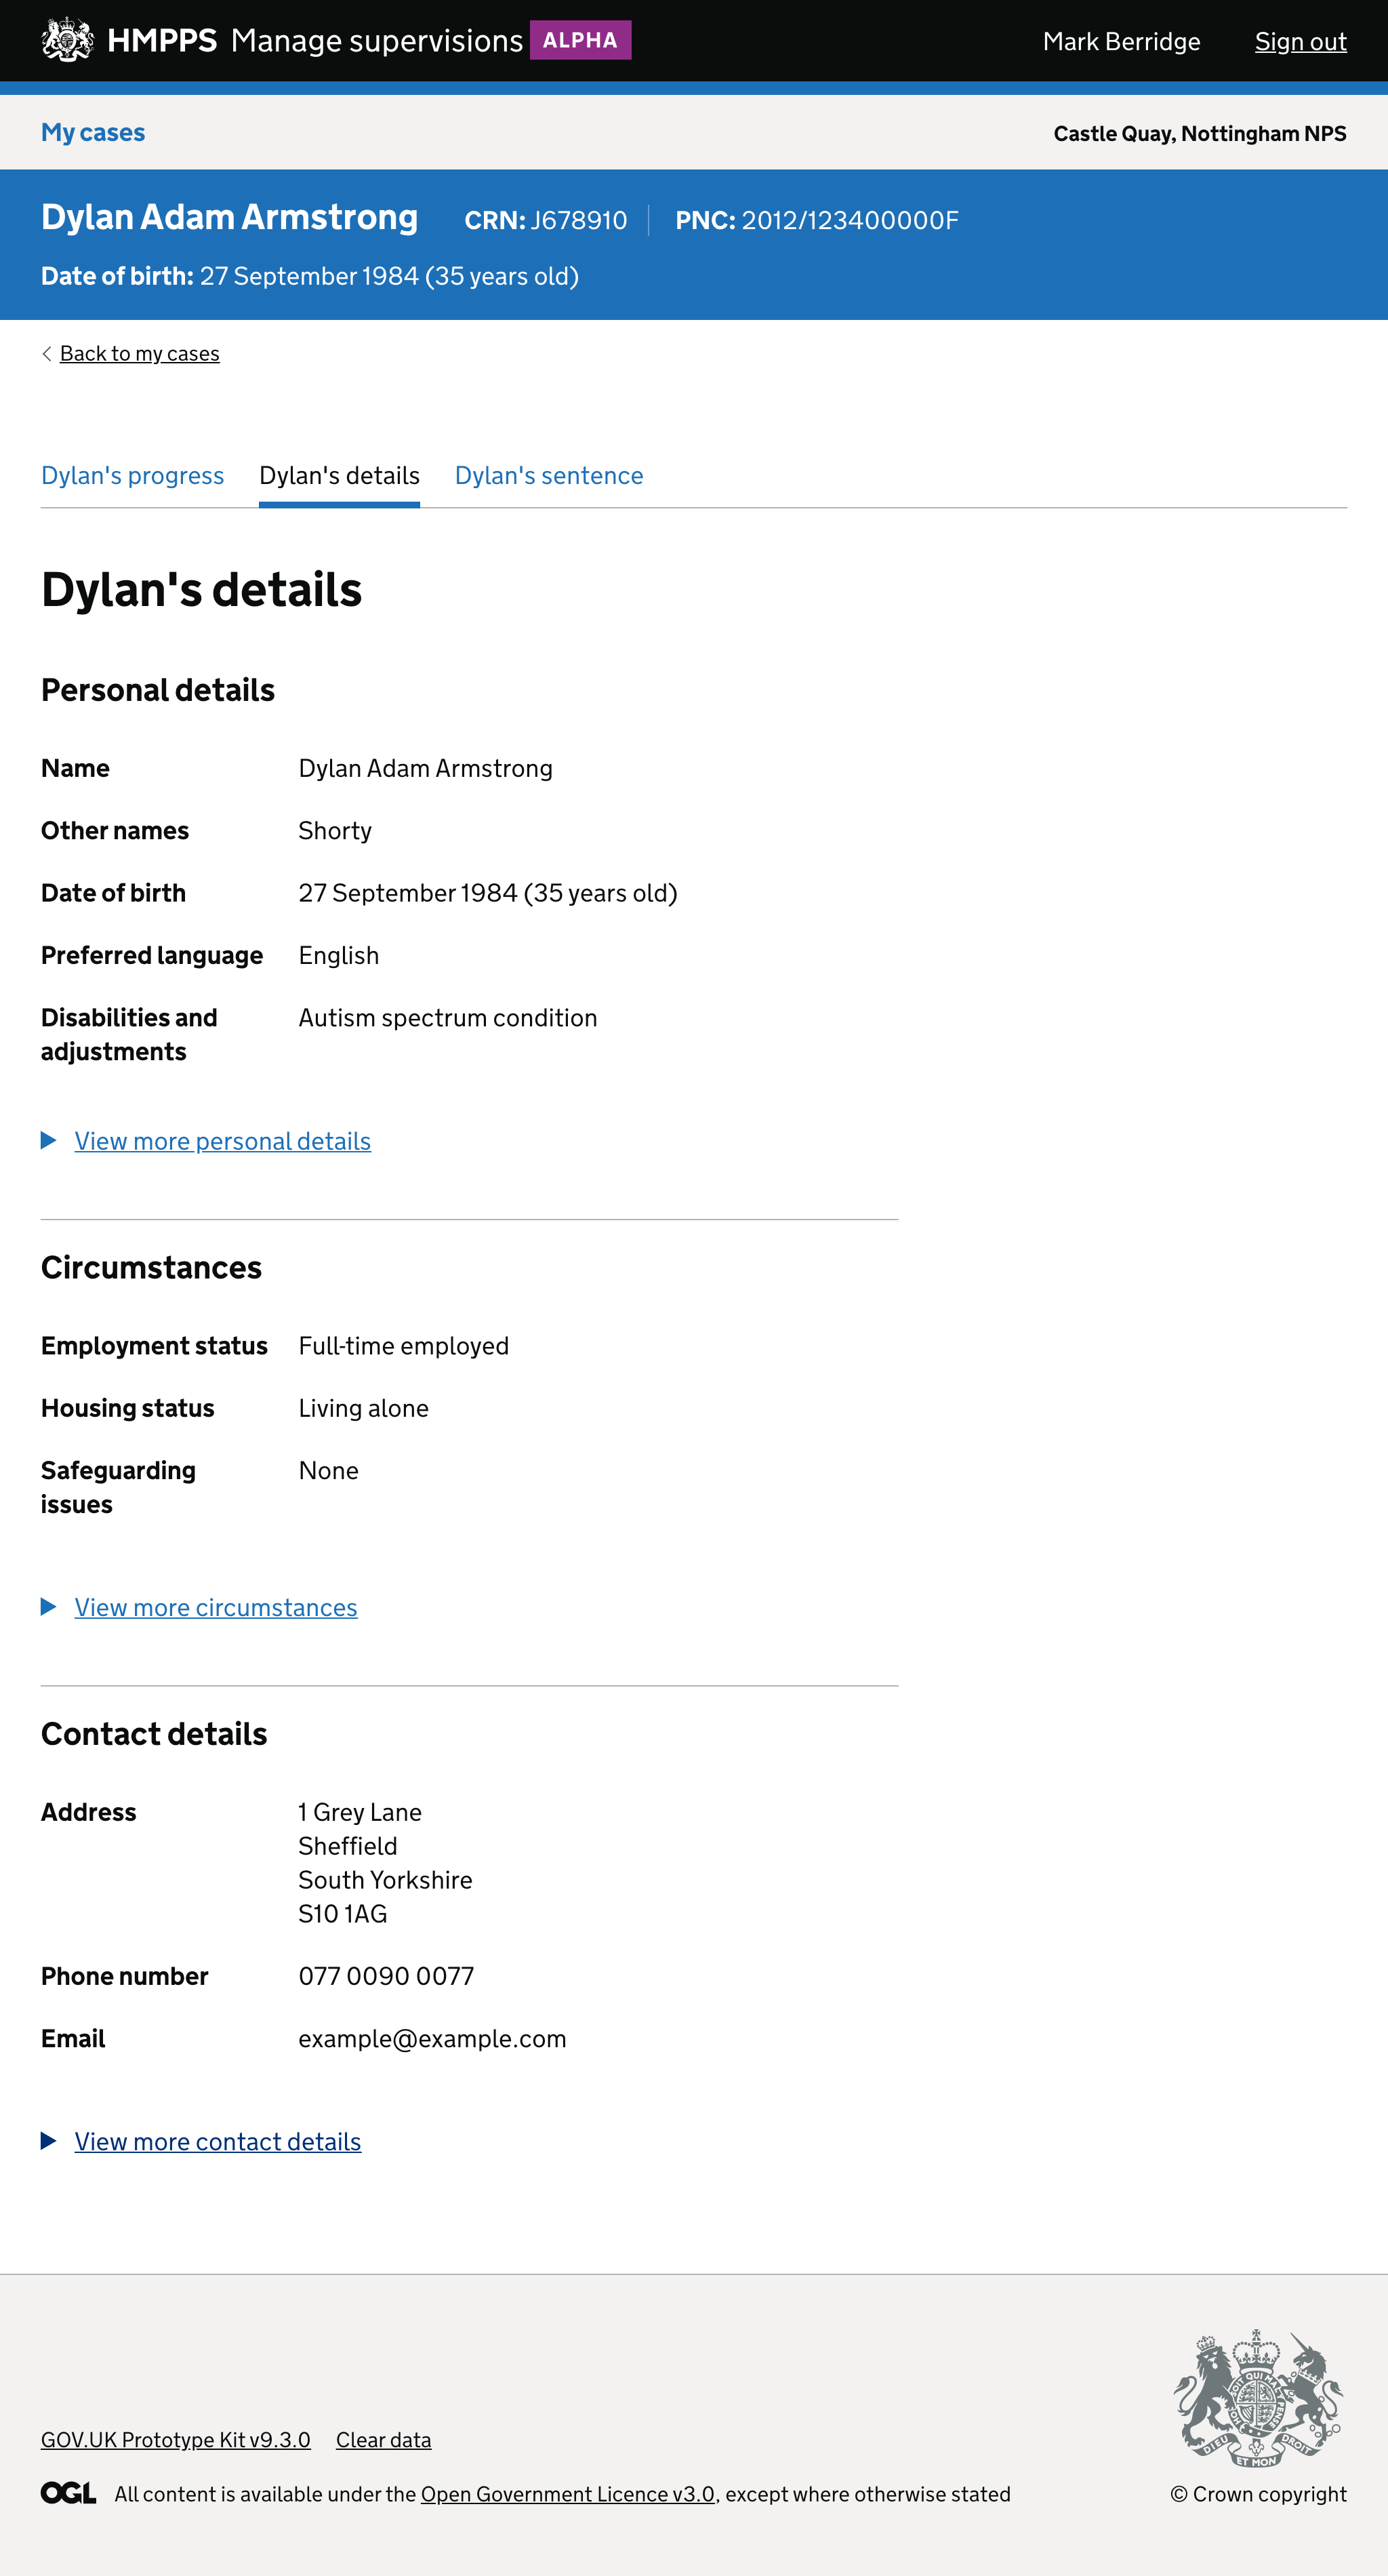 HMPPS Manage supervisions ALPHA Mark Berridge Sign out
My cases Castle Quay, Nottingham NPS
Dylan Adam Armstrong CRN: J678910 PNC: 2012/123400000F
Date of birth: 27 September 1984 (35 years old)
Back to my cases
Dylan's progress Dylan's details Dylan's sentence
Dylan's details
Personal details
Name Dylan Adam Armstrong
Other names Shorty
Date of birth 27 September 1984 (35 years old)
Preferred language English
Disabilities and Autism spectrum condition
adjustments
View more personal details
Circumstances
Employment status Full-time employed
Housing status Living alone
Safeguarding None
issues
View more circumstances
Contact details
Address 1 Grey Lane
Sheffield
South Yorkshire
S10 1AG
Phone number 077 0090 0077
Email example@example.com
View more contact details
DIEU ET MON DROIT
GOV.UK Prototype Kit v9.3.0 Clear data
OGL All content is available under the Open Government Licence v3.0, except where otherwise stated © Crown copyright